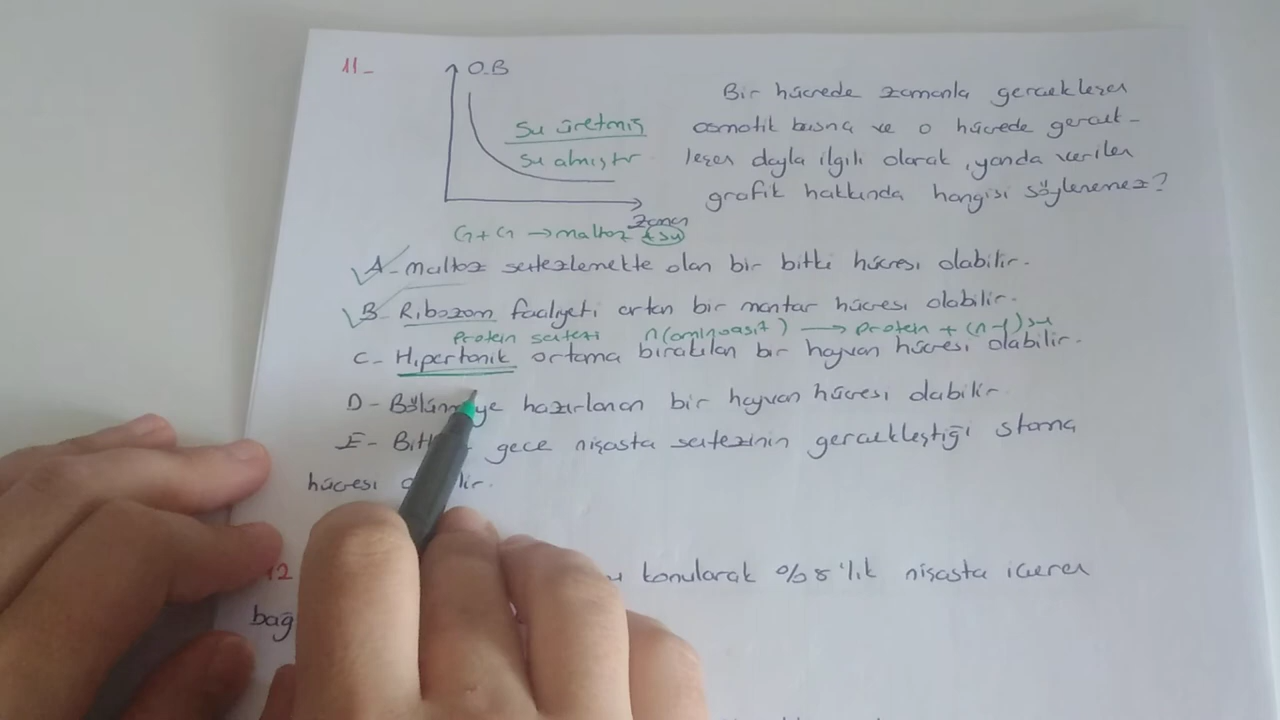 11_
O.B
Su üretmiş
Su almıştır
Zaman
Bir hücrede zamanla gerçekleşen
osmotik basınç ve o hücrede gerçek-
leşen olayla ilgili olarak, yanda verilen
grafik hakkında hangisi söylenemez?
G+G → maltoz + su
A- Maltoz sentezlemekte olan bir bitki hücresi olabilir.
B- Ribozom faaliyeti artan bir mantar hücresi olabilir.
Protein sentezi n(aminoasit) → protein + (n-1) su
C- Hipertonik ortama bırakılan bir hayvan hücresi olabilir.
D- hazırlanan bir hayvan hücresi olabilir
E- gece nişasta sentezinin gerçekleştiği stoma
hücresi
12
konularak %8'lik nişasta içeren
bağ